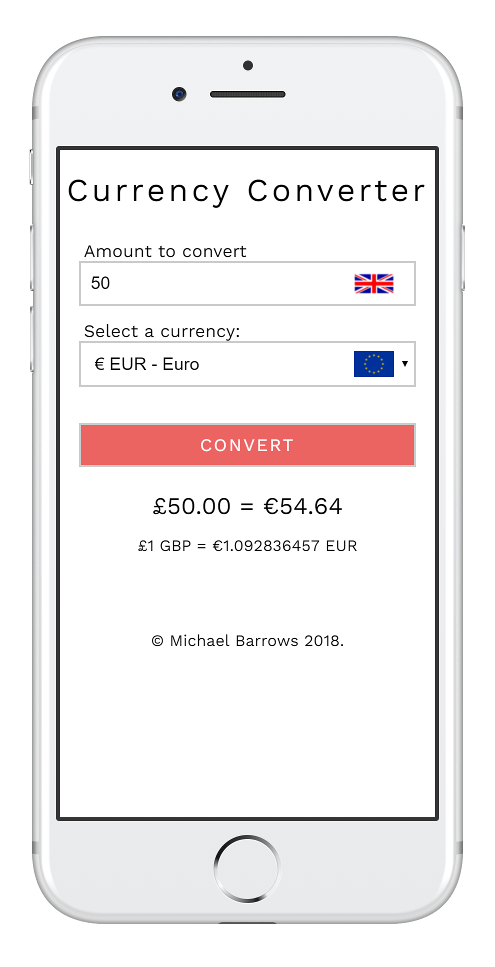 Currency Converter
Amount to convert
50
Select a currency:
€ EUR - Euro
CONVERT
£50.00 = €54.64
£1 GBP = €1.092836457 EUR
© Michael Barrows 2018.